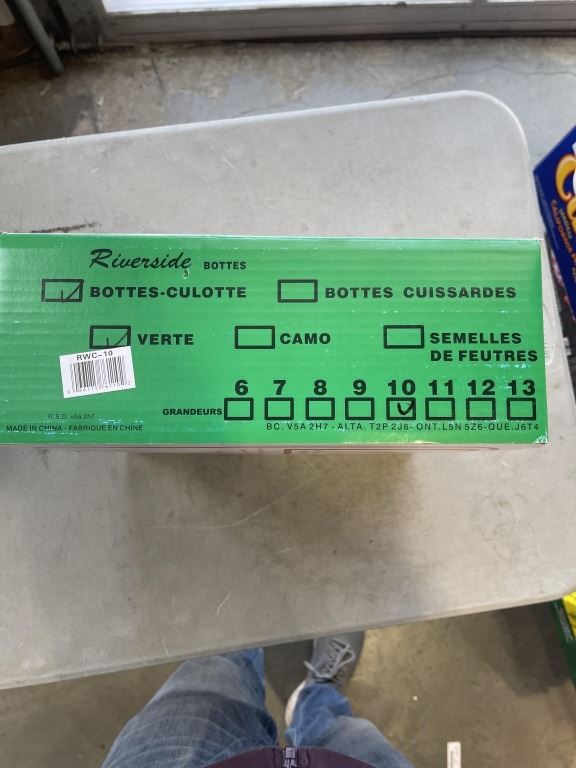 Riverside BOTTES
BOTTES-CULOTTE BOTTES CUISSARDES
VERTE CAMO SEMELLES
DE FEUTRES
RWC-10
6 7 8 9 10 11 12 13
GRANDEURS
R.S.D. v5a 2h7
MADE IN CHINA - FABRIQUE EN CHINE
BC. V5A 2H7 - ALTA. T2P 2J6- ONT. L5N 5Z6-QUE. J6T4